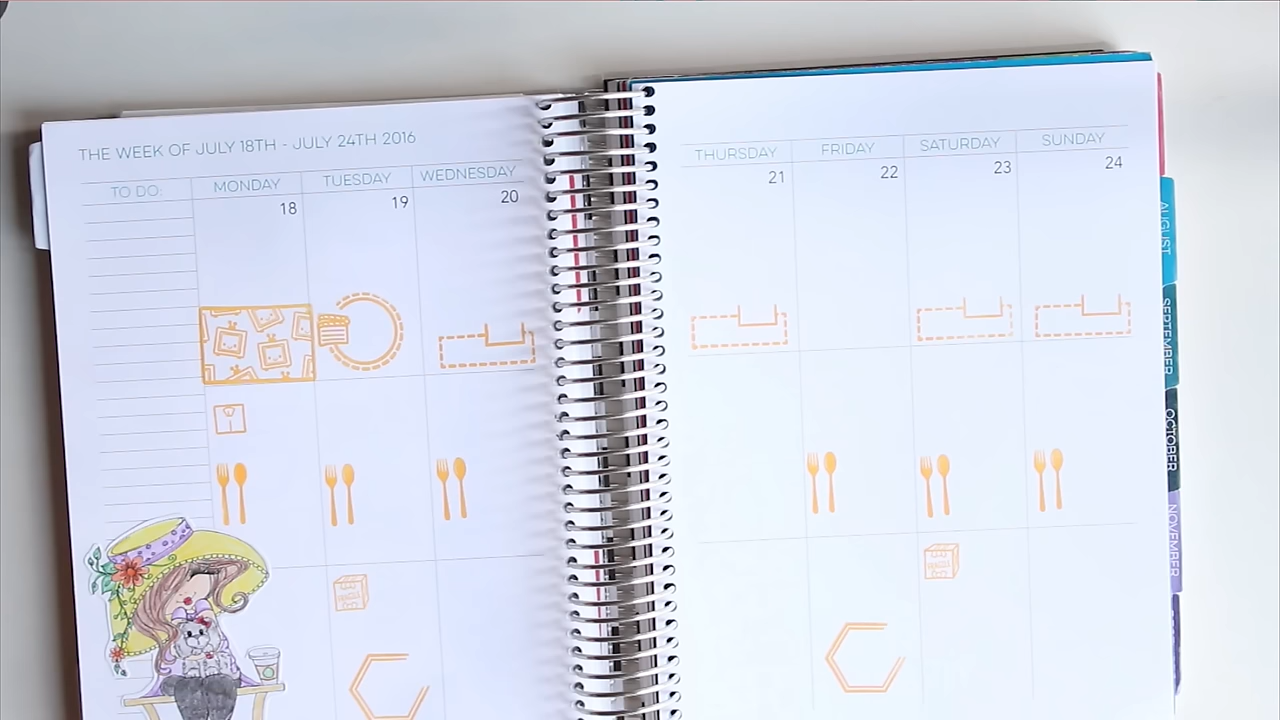 THE WEEK OF JULY 18TH - JULY 24TH 2016
TO DO: MONDAY TUESDAY WEDNESDAY
18 19 20
THURSDAY FRIDAY SATURDAY SUNDAY
21 22 23 24
AUGUST
SEPTEMBER
OCTOBER
NOVEMBER